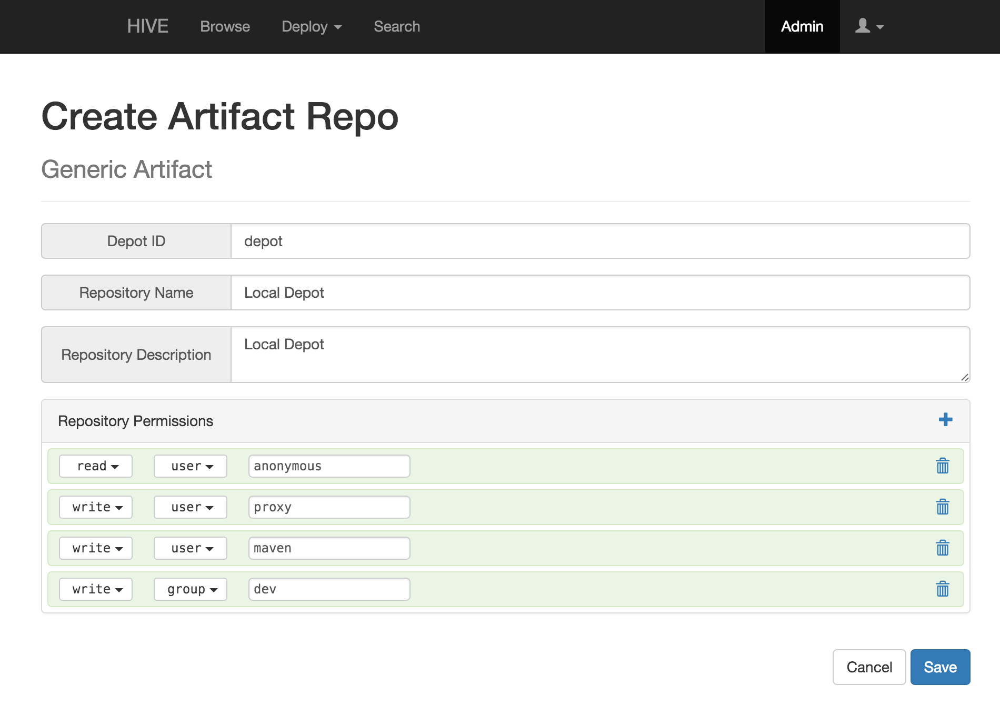 HIVE Browse Deploy Search Admin
Create Artifact Repo
Generic Artifact
Depot ID depot
Repository Name Local Depot
Repository Description Local Depot
Repository Permissions
read user anonymous
write user proxy
write user maven
write group dev
Cancel Save